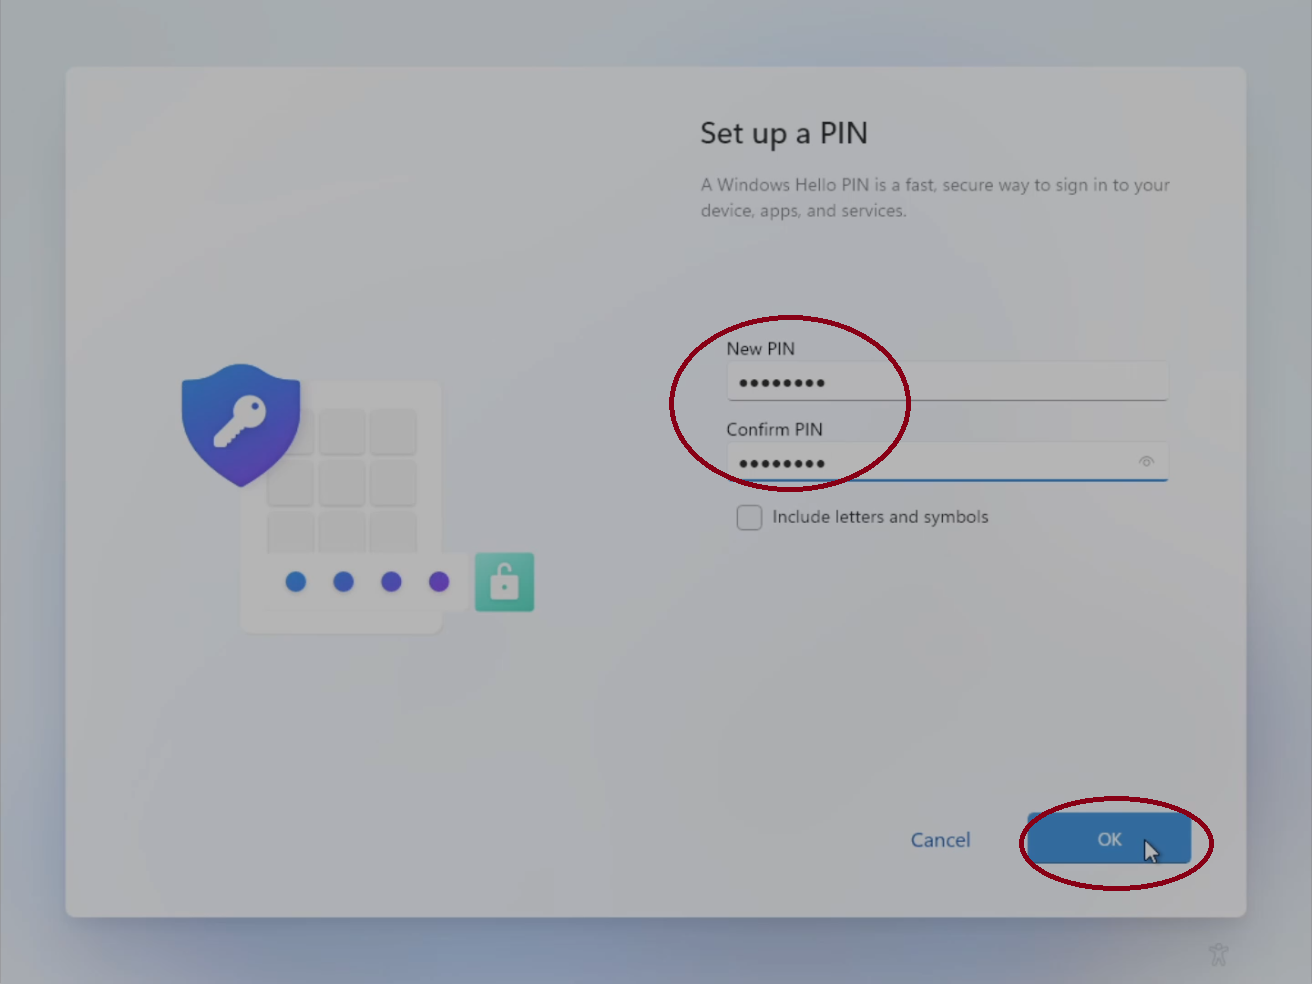 Set up a PIN
A Windows Hello PIN is a fast, secure way to sign in to your
device, apps, and services.
New PIN
●●●●●●●●
Confirm PIN
●●●●●●●●
Include letters and symbols
Cancel
OK